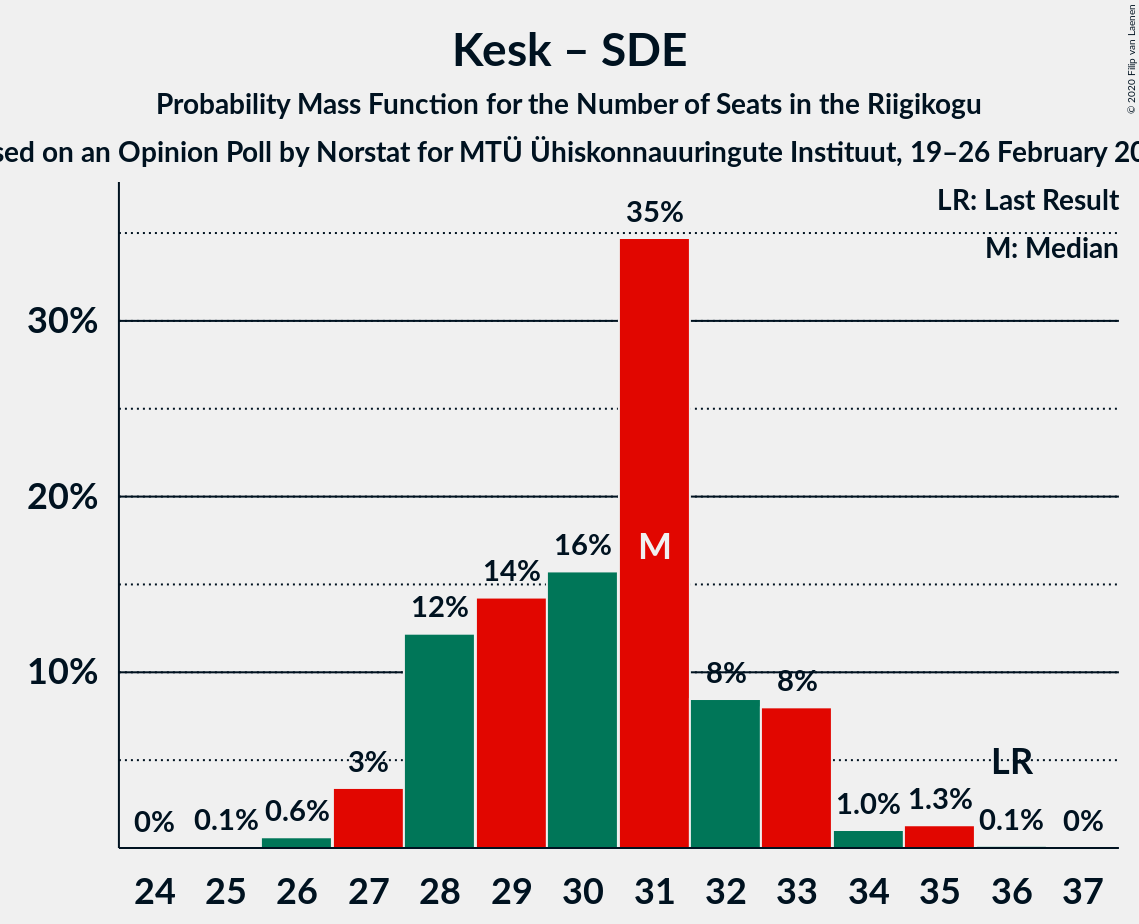 Kesk – SDE
Probability Mass Function for the Number of Seats in the Riigikogu
sed on an Opinion Poll by Norstat for MTÜ Ühiskonnauuringute Instituut, 19–26 February 20
© 2020 Filip van Laenen
LR: Last Result
M: Median
35%
30%
20%
10%
16%
14%
12%
M
8%
8%
3%
LR
0%
0.1%
0.6%
1.0%
1.3%
0.1%
0%
24 25 26 27 28 29 30 31 32 33 34 35 36 37